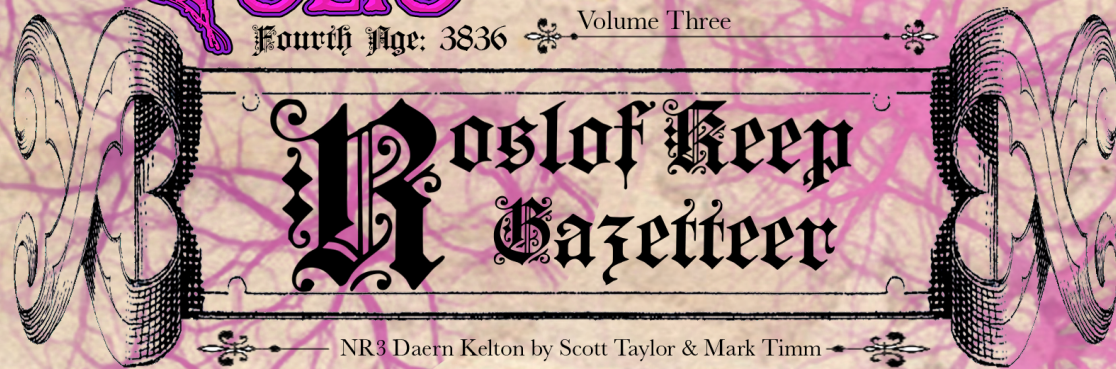 Fourth Age: 3836
Volume Three
Roslof Keep
Gazetteer
NR3 Daern Kelton by Scott Taylor & Mark Timm